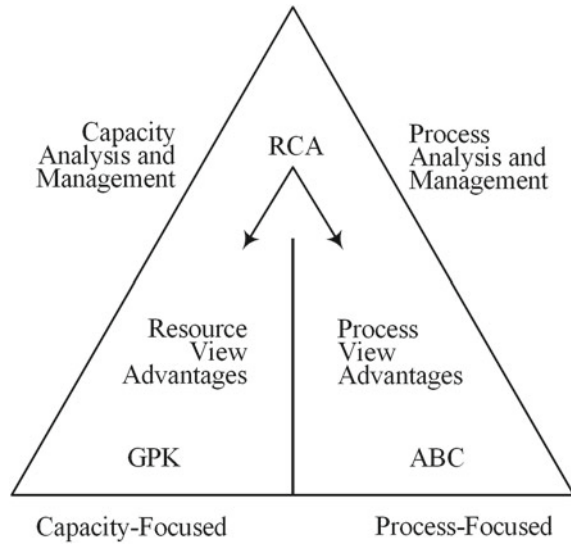 Capacity
Analysis and
Management
RCA
Process
Analysis and
Management
Resource
View
Advantages
Process
View
Advantages
GPK
ABC
Capacity-Focused
Process-Focused